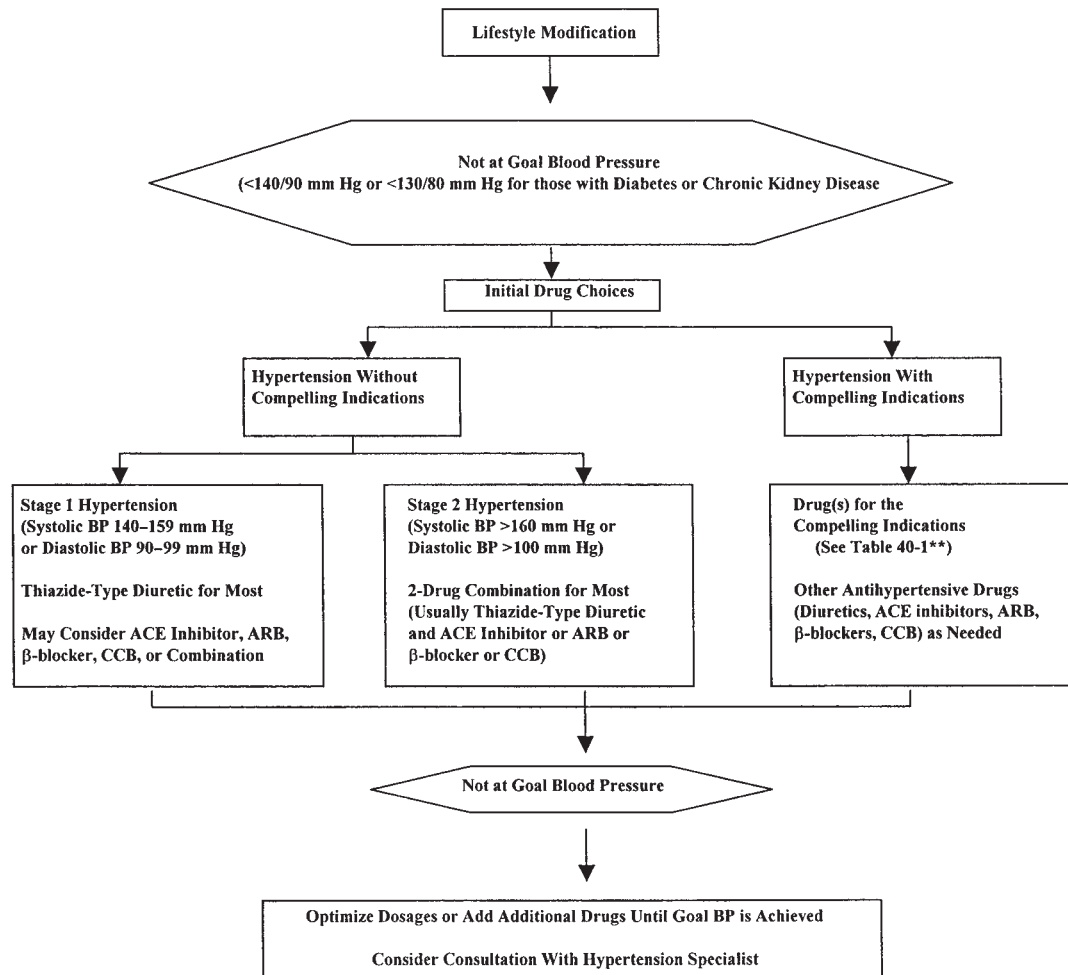 Lifestyle Modification
Not at Goal Blood Pressure
(<140/90 mm Hg or <130/80 mm Hg for those with Diabetes or Chronic Kidney Disease
Initial Drug Choices
Hypertension Without
Compelling Indications
Hypertension With
Compelling Indications
Stage 1 Hypertension
(Systolic BP 140–159 mm Hg
or Diastolic BP 90–99 mm Hg)
Thiazide-Type Diuretic for Most
May Consider ACE Inhibitor, ARB,
β-blocker, CCB, or Combination
Stage 2 Hypertension
(Systolic BP >160 mm Hg or
Diastolic BP >100 mm Hg)
2-Drug Combination for Most
(Usually Thiazide-Type Diuretic
and ACE Inhibitor or ARB or
β-blocker or CCB)
Drug(s) for the
Compelling Indications
(See Table 40-1**)
Other Antihypertensive Drugs
(Diuretics, ACE inhibitors, ARB,
β-blockers, CCB) as Needed
Not at Goal Blood Pressure
Optimize Dosages or Add Additional Drugs Until Goal BP is Achieved
Consider Consultation With Hypertension Specialist